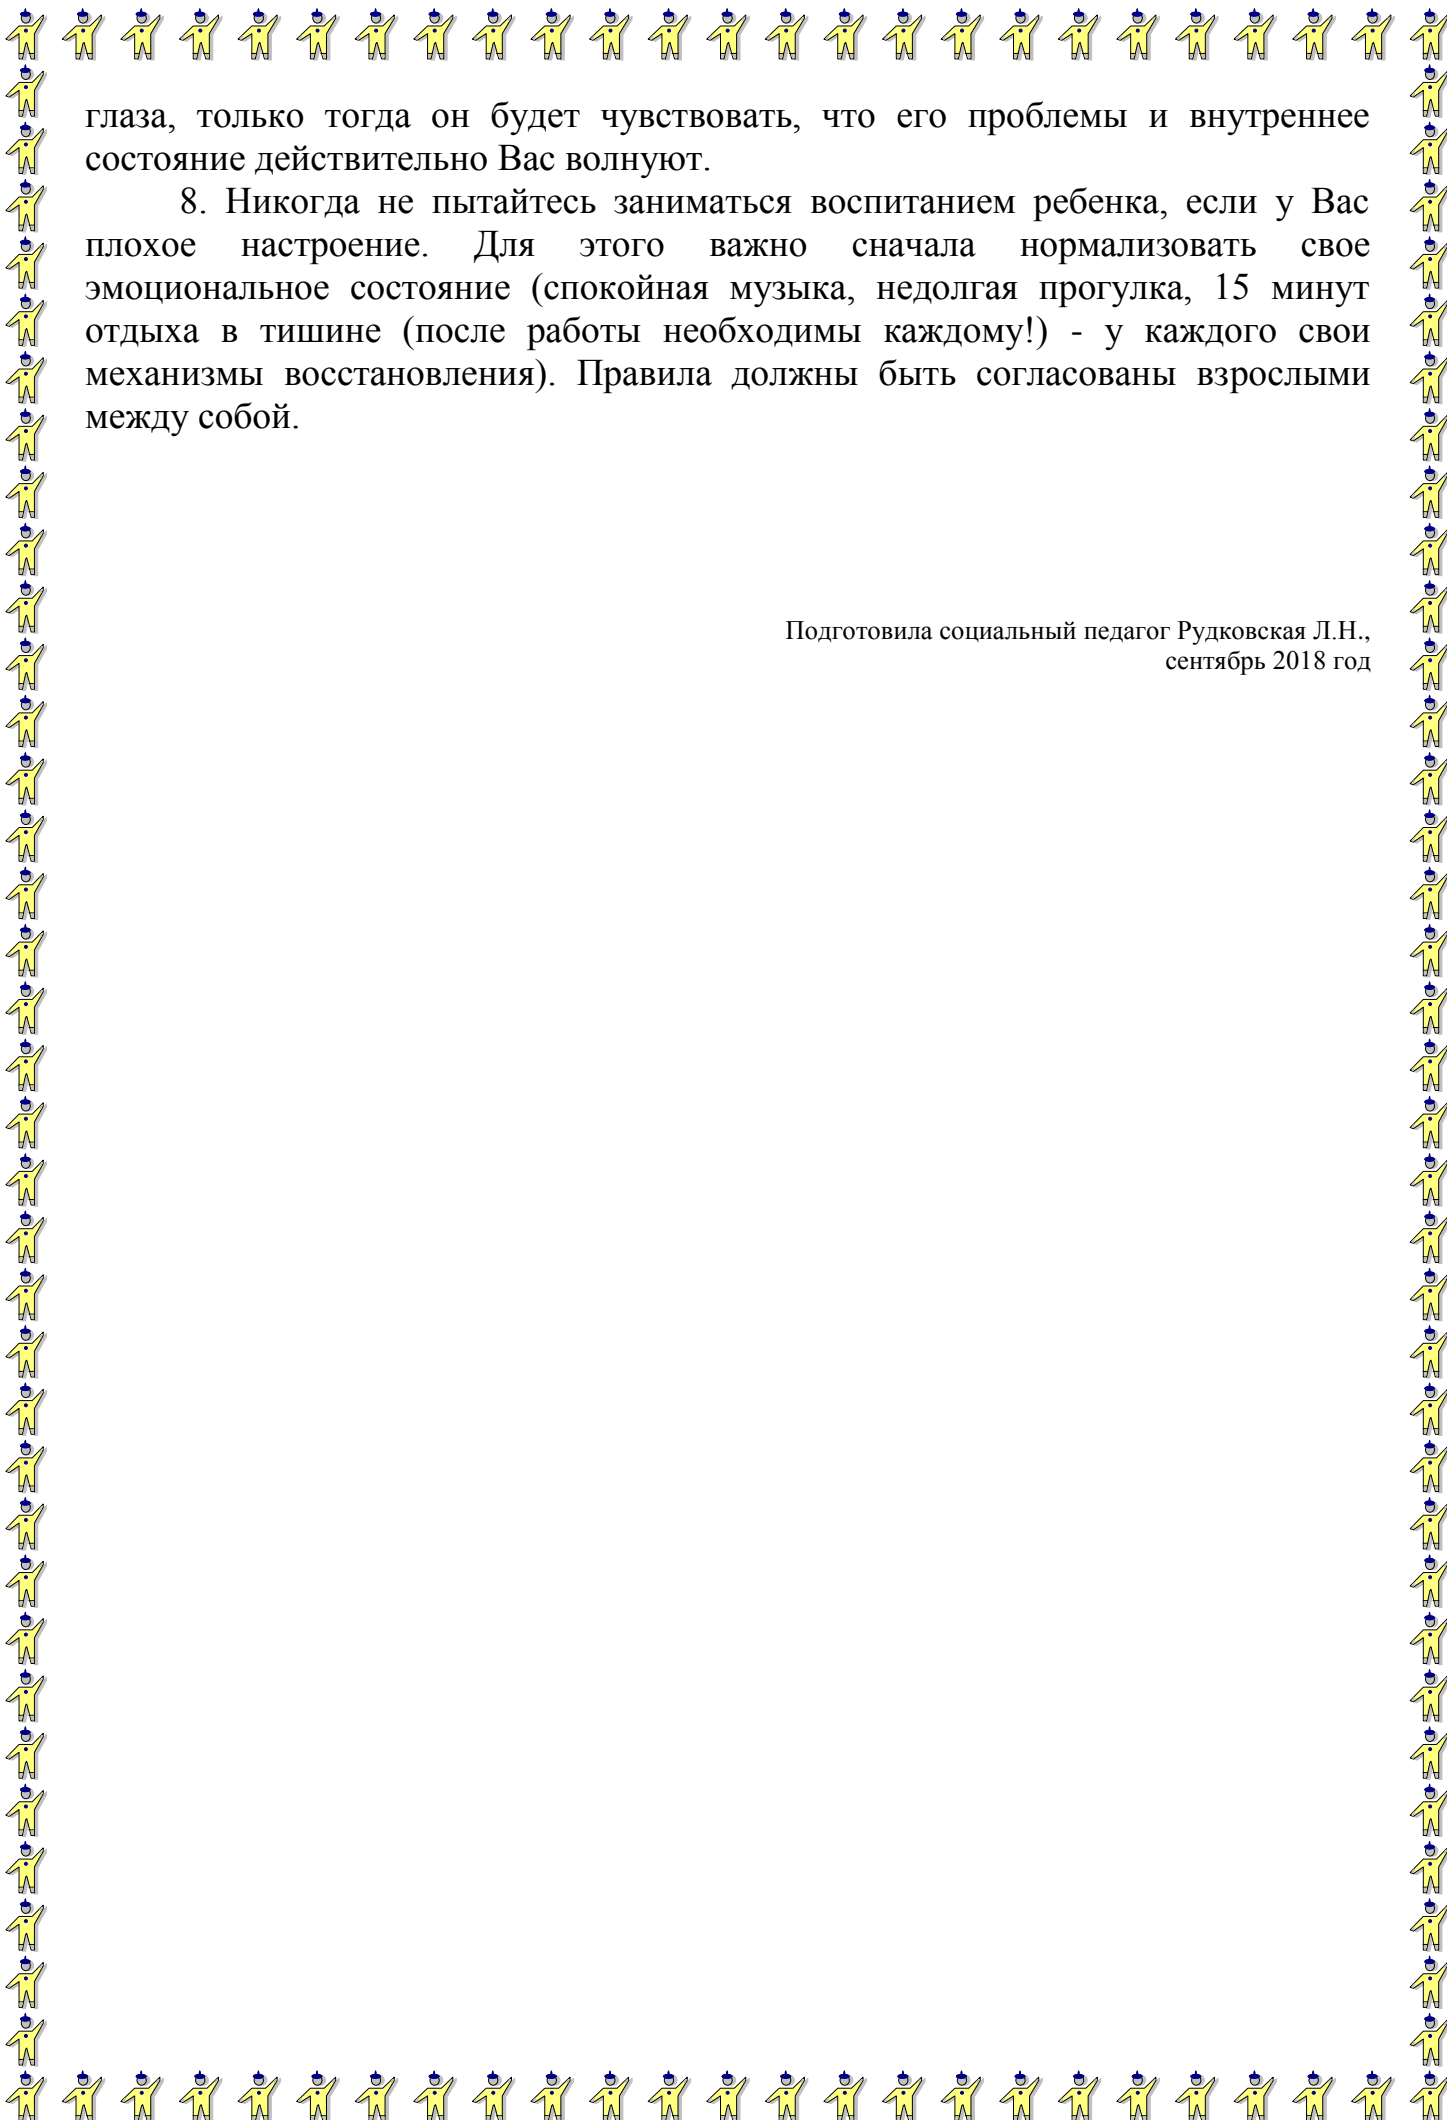 глаза, только тогда он будет чувствовать, что его проблемы и внутреннее
состояние действительно Вас волнуют.
8. Никогда не пытайтесь заниматься воспитанием ребенка, если у Вас
плохое настроение. Для этого важно сначала нормализовать свое
эмоциональное состояние (спокойная музыка, недолгая прогулка, 15 минут
отдыха в тишине (после работы необходимы каждому!) - у каждого свои
механизмы восстановления). Правила должны быть согласованы взрослыми
между собой.
Подготовила социальный педагог Рудковская Л.Н.,
сентябрь 2018 год